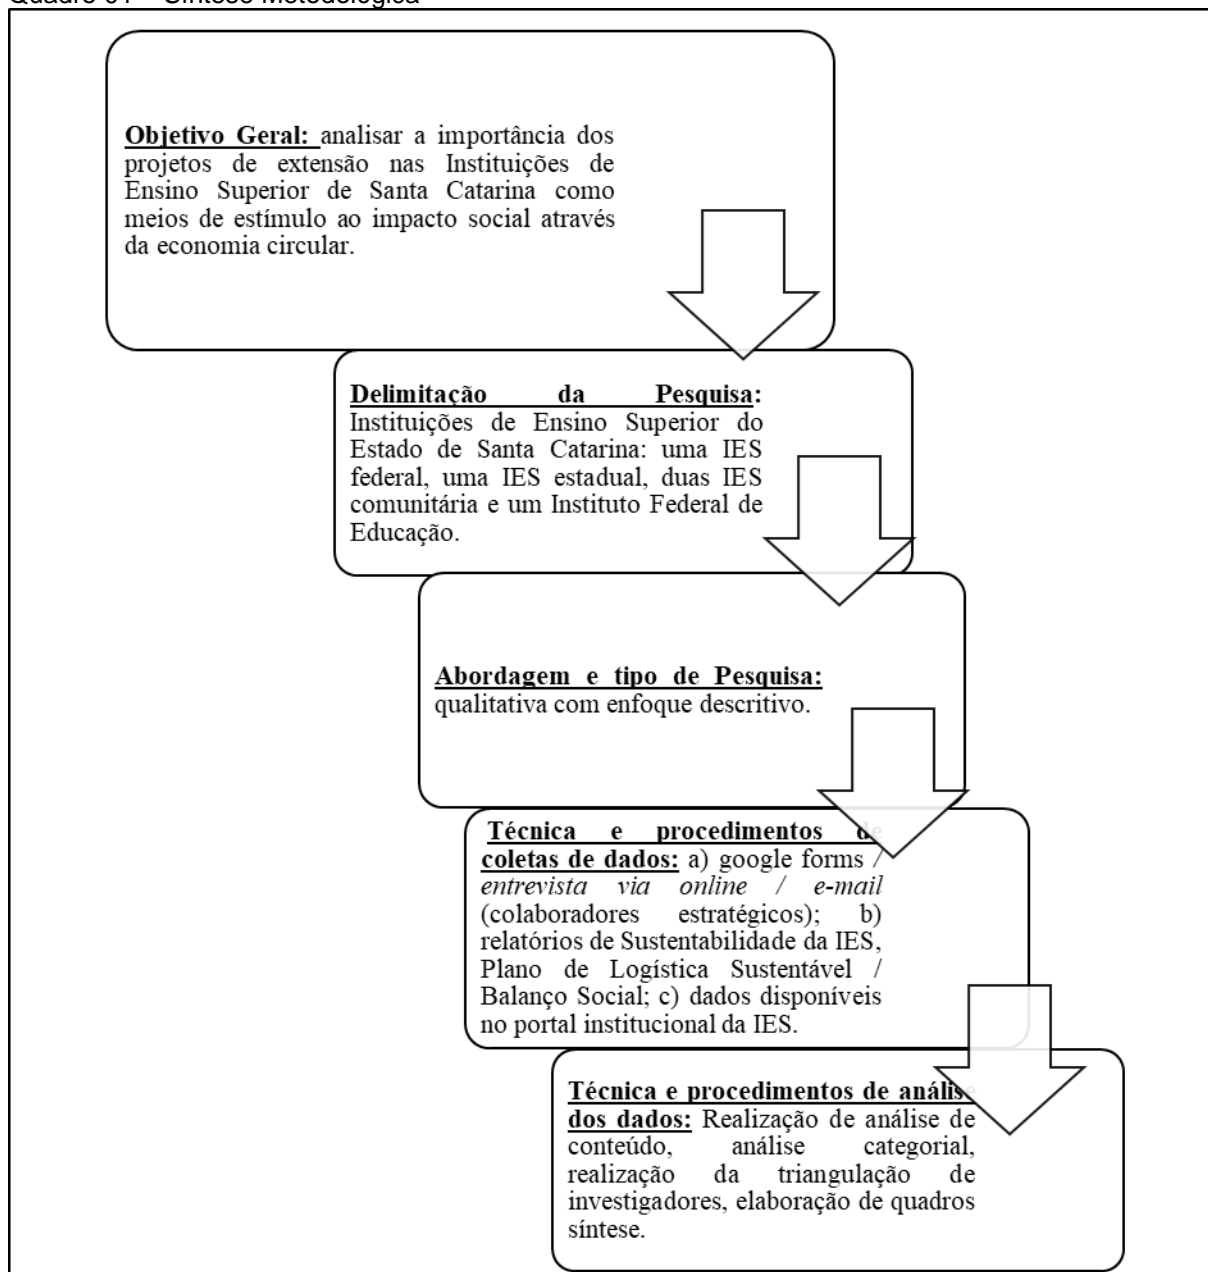 Quadro 01 – Síntese Metodológica
Objetivo Geral: analisar a importância dos
projetos de extensão nas Instituições de
Ensino Superior de Santa Catarina como
meios de estímulo ao impacto social através
da economia circular.
Delimitação da Pesquisa:
Instituições de Ensino Superior do
Estado de Santa Catarina: uma IES
federal, uma IES estadual, duas IES
comunitária e um Instituto Federal de
Educação.
Abordagem e tipo de Pesquisa:
qualitativa com enfoque descritivo.
Técnica e procedimentos de
coletas de dados: a) google forms /
entrevista via online / e-mail
(colaboradores estratégicos); b)
relatórios de Sustentabilidade da IES,
Plano de Logística Sustentável /
Balanço Social; c) dados disponíveis
no portal institucional da IES.
Técnica e procedimentos de análise
dos dados: Realização de análise de
conteúdo, análise categorial,
realização da triangulação de
investigadores, elaboração de quadros
síntese.